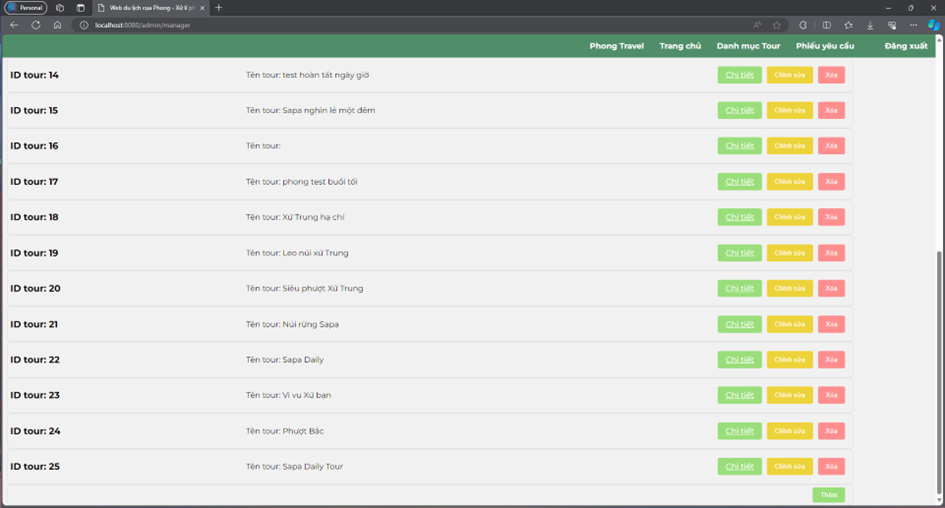 Personal
Web du lịch của Phong - Xứ lí ph
localhost:8080/admin/manager
Phong Travel Trang chủ Danh mục Tour Phiếu yêu cầu Đăng xuất
ID tour: 14 Tên tour: test hoàn tất ngày giờ Chi tiết Chỉnh sửa Xóa
ID tour: 15 Tên tour: Sapa nghìn lẻ một đêm Chi tiết Chỉnh sửa Xóa
ID tour: 16 Tên tour: Chi tiết Chỉnh sửa Xóa
ID tour: 17 Tên tour: phong test buổi tối Chi tiết Chỉnh sửa Xóa
ID tour: 18 Tên tour: Xứ Trung hạ chí Chi tiết Chỉnh sửa Xóa
ID tour: 19 Tên tour: Leo núi xứ Trung Chi tiết Chỉnh sửa Xóa
ID tour: 20 Tên tour: Siêu phượt Xứ Trung Chi tiết Chỉnh sửa Xóa
ID tour: 21 Tên tour: Núi rừng Sapa Chi tiết Chỉnh sửa Xóa
ID tour: 22 Tên tour: Sapa Daily Chi tiết Chỉnh sửa Xóa
ID tour: 23 Tên tour: Vi vu Xứ bạn Chi tiết Chỉnh sửa Xóa
ID tour: 24 Tên tour: Phượt Bắc Chi tiết Chỉnh sửa Xóa
ID tour: 25 Tên tour: Sapa Daily Tour Chi tiết Chỉnh sửa Xóa
Thêm